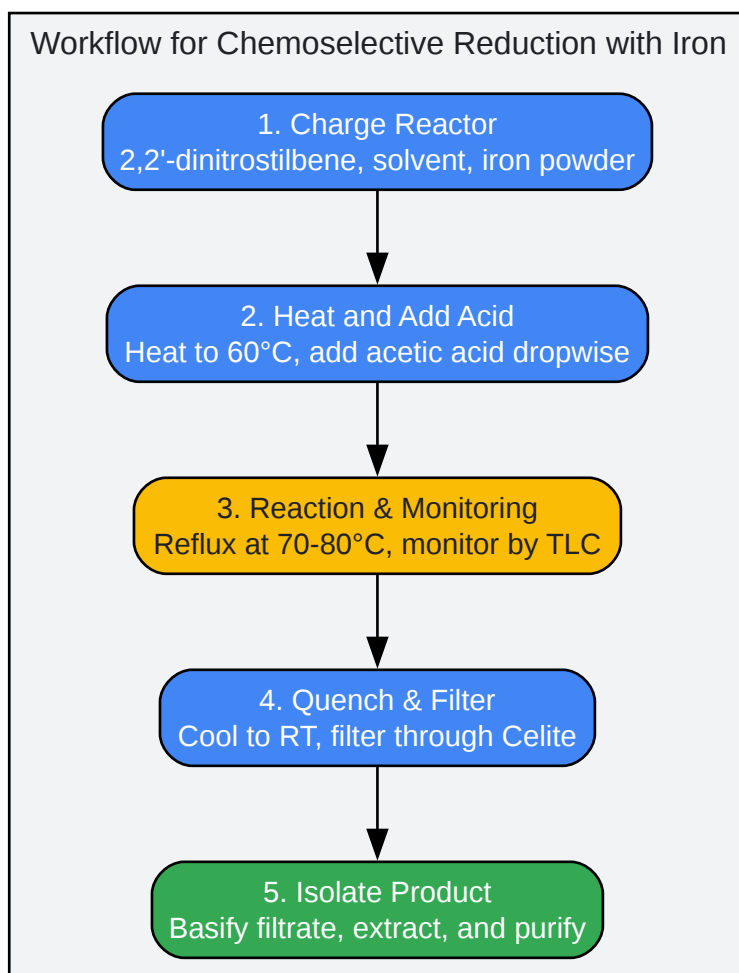 Workflow for Chemoselective Reduction with Iron
1. Charge Reactor
2,2'-dinitrostilbene, solvent, iron powder
2. Heat and Add Acid
Heat to 60°C, add acetic acid dropwise
3. Reaction & Monitoring
Reflux at 70-80°C, monitor by TLC
4. Quench & Filter
Cool to RT, filter through Celite
5. Isolate Product
Basify filtrate, extract, and purify